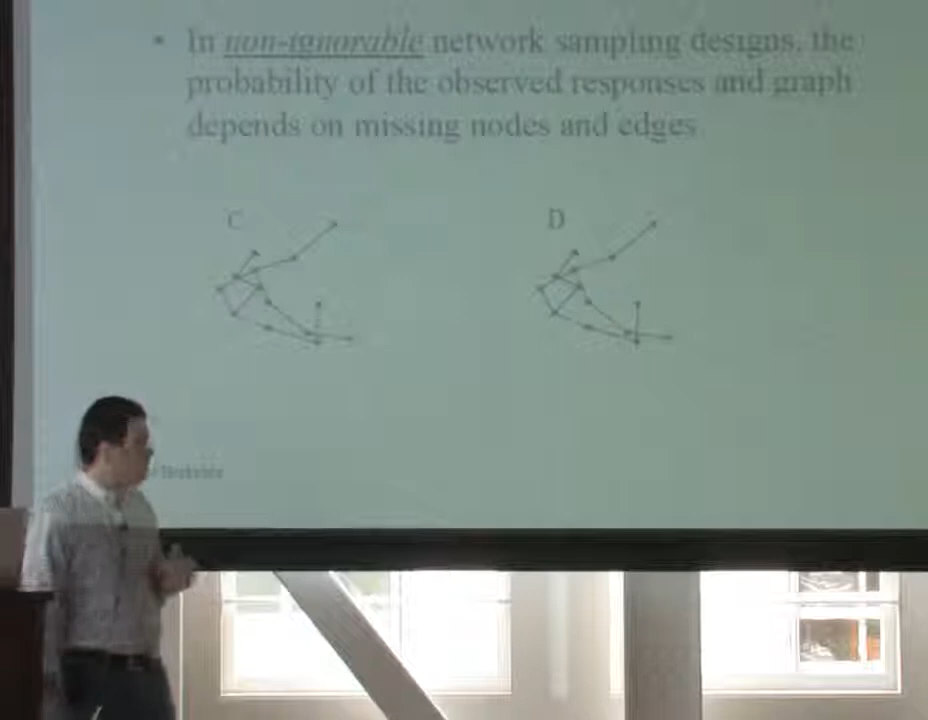 • In non-ignorable network sampling designs, the
probability of the observed responses and graph
depends on missing nodes and edges
C D